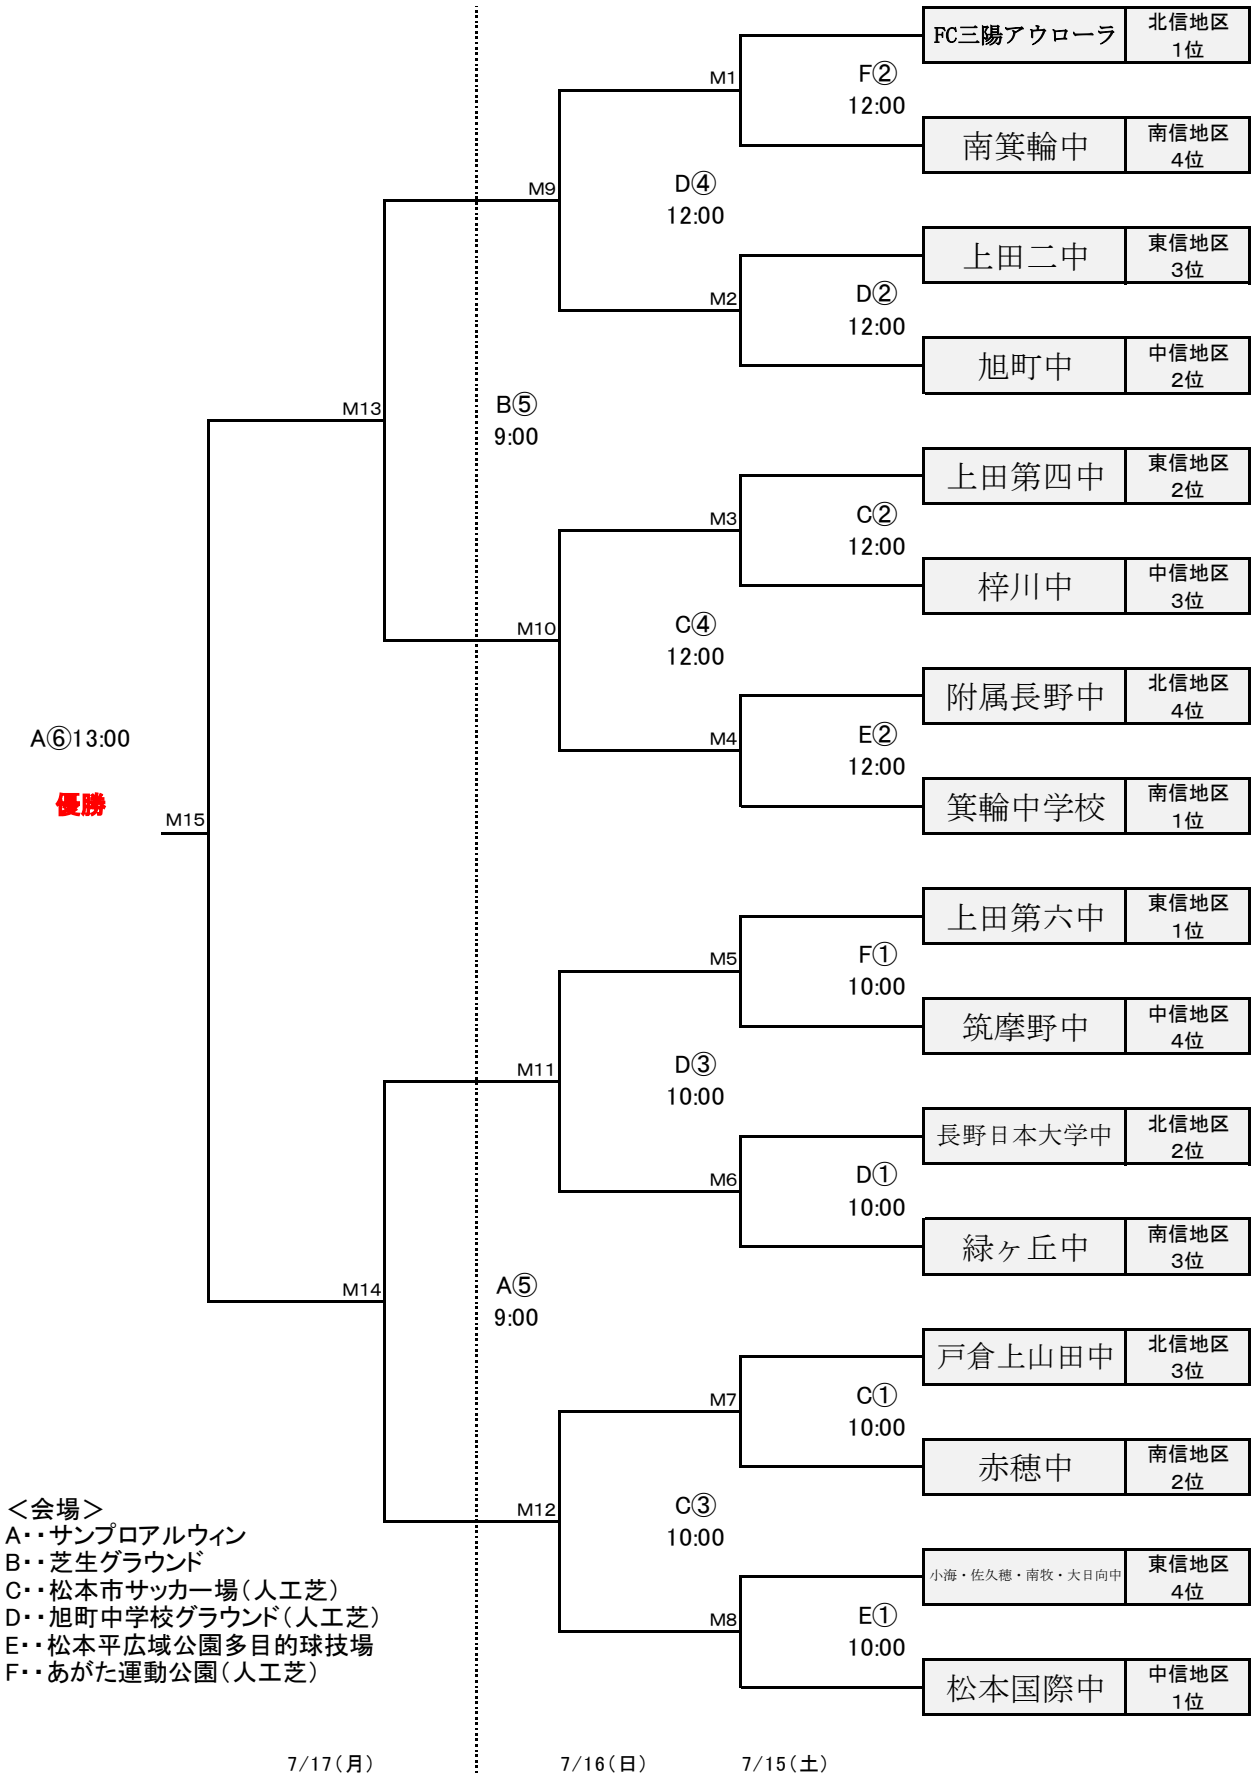 FC三陽アウローラ
北信地区
1位
M1
F②
12:00
南箕輪中
南信地区
4位
M9
D④
12:00
上田二中
東信地区
3位
M2
D②
12:00
旭町中
中信地区
2位
M13
B⑤
9:00
上田第四中
東信地区
2位
M3
C②
12:00
梓川中
中信地区
3位
M10
C④
12:00
附属長野中
北信地区
4位
M4
E②
12:00
箕輪中学校
南信地区
1位
A⑥13:00
優勝
M15
上田第六中
東信地区
1位
M5
F①
10:00
筑摩野中
中信地区
4位
M11
D③
10:00
長野日本大学中
北信地区
2位
M6
D①
10:00
緑ヶ丘中
南信地区
3位
M14
A⑤
9:00
戸倉上山田中
北信地区
3位
M7
C①
10:00
赤穂中
南信地区
2位
M12
C③
10:00
小海・佐久穂・南牧・大日向中
東信地区
4位
M8
E①
10:00
松本国際中
中信地区
1位
＜会場＞
A・・サンプロアルウィン
B・・芝生グラウンド
C・・松本市サッカー場（人工芝）
D・・旭町中学校グラウンド（人工芝）
E・・松本平広域公園多目的球技場
F・・あがた運動公園（人工芝）
7/17（月）
7/16（日）
7/15（土）